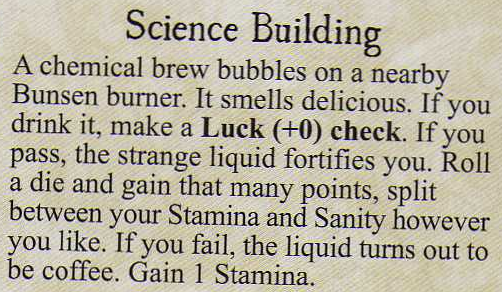 Science Building
A chemical brew bubbles on a nearby
Bunsen burner. It smells delicious. If you
drink it, make a Luck (+0) check. If you
pass, the strange liquid fortifies you. Roll
a die and gain that many points, split
between your Stamina and Sanity however
you like. If you fail, the liquid turns out to
be coffee. Gain 1 Stamina.